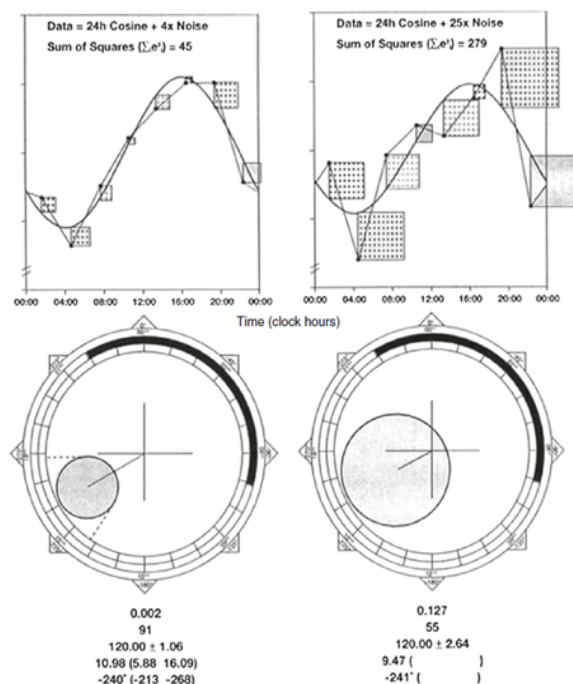 Data = 24h Cosine + 4x Noise
Sum of Squares (∑e²ᵢ) = 45
Data = 24h Cosine + 25x Noise
Sum of Squares (∑e²ᵢ) = 279
00:00 04:00 08:00 12:00 16:00 20:00 00:00
00:00 04:00 08:00 12:00 16:00 20:00 00:00
Time (clock hours)
0.002
91
120.00 ± 1.06
10.98 (5.88 16.09)
-240° (-213 -268)
0.127
55
120.00 ± 2.64
9.47 ( )
-241° ( )